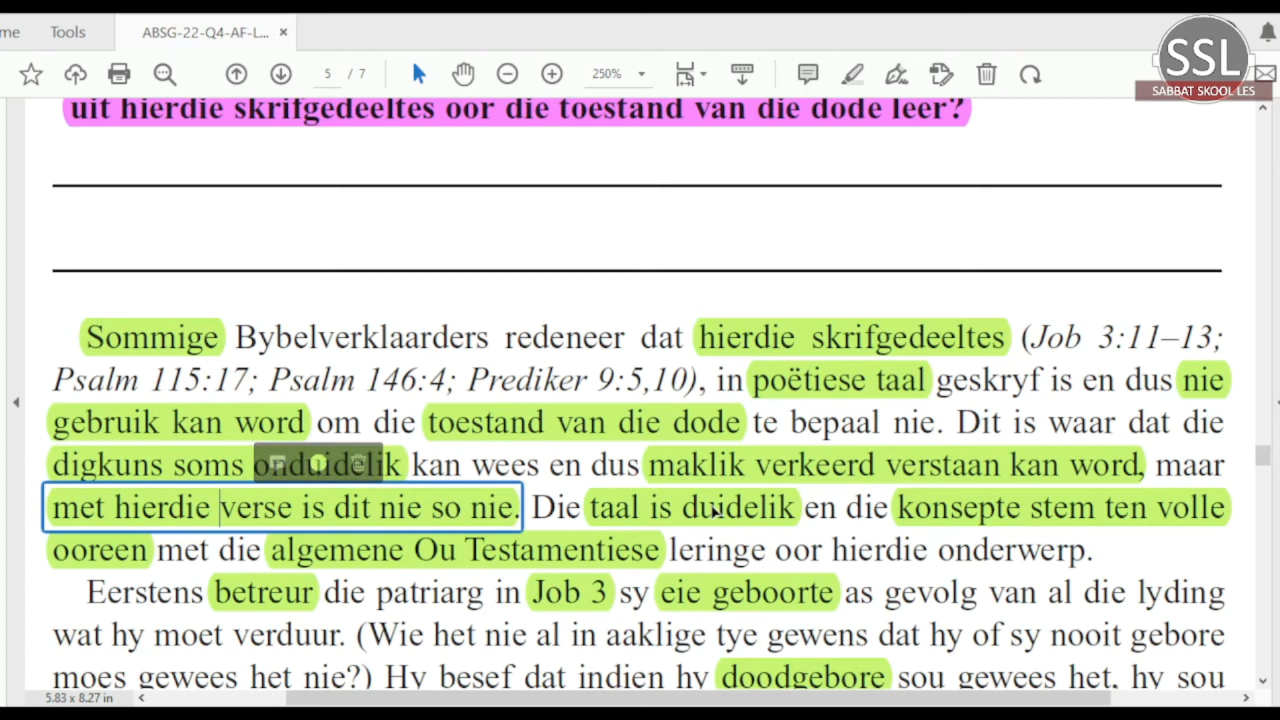 me Tools ABSG-22-Q4-AF-L... ×
5 / 7 250%
SSL
SABBAT SKOOL LES
uit hierdie skrifgedeeltes oor die toestand van die dode leer?
Sommige Bybelverklaarders redeneer dat hierdie skrifgedeeltes (Job 3:11–13;
Psalm 115:17; Psalm 146:4; Prediker 9:5,10), in poëtiese taal geskryf is en dus nie
gebruik kan word om die toestand van die dode te bepaal nie. Dit is waar dat die
digkuns soms onduidelik kan wees en dus maklik verkeerd verstaan kan word, maar
met hierdie verse is dit nie so nie. Die taal is duidelik en die konsepte stem ten volle
ooreen met die algemene Ou Testamentiese leringe oor hierdie onderwerp.
Eerstens betreur die patriarg in Job 3 sy eie geboorte as gevolg van al die lyding
wat hy moet verduur. (Wie het nie al in aaklige tye gewens dat hy of sy nooit gebore
moes gewees het nie?) Hy besef dat indien hy doodgebore sou gewees het, hy sou
5.83 x 8.27 in